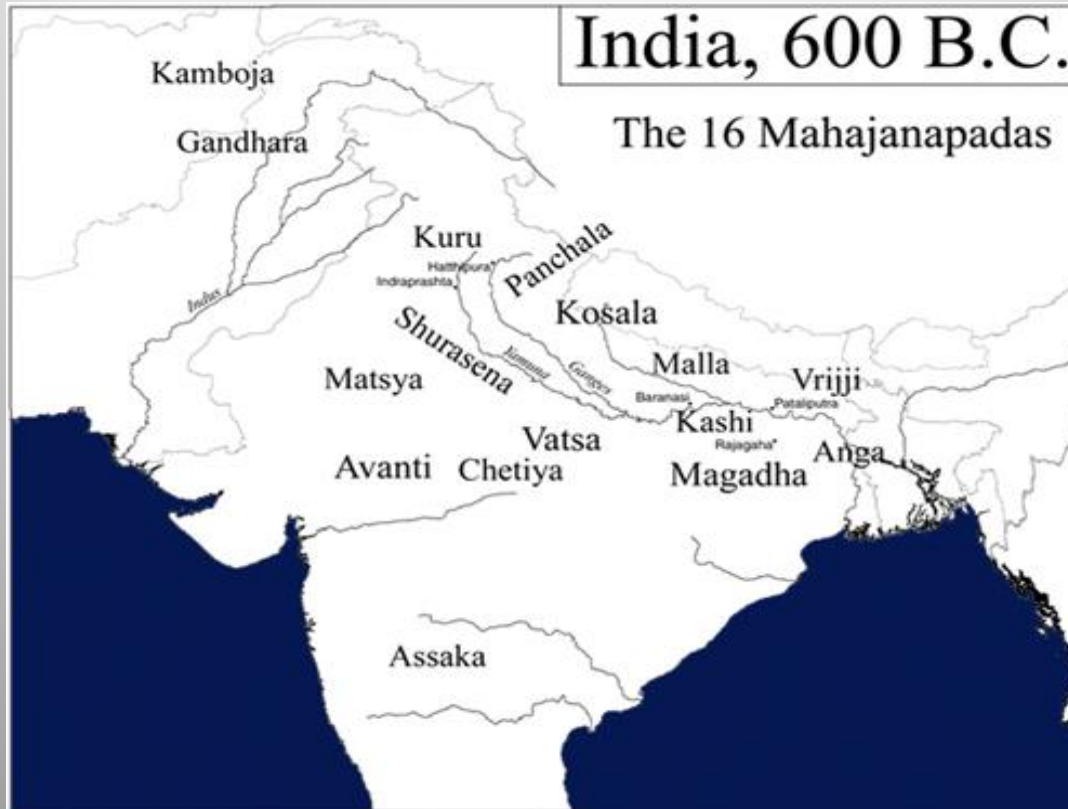 India, 600 B.C.
The 16 Mahajanapadas
Kamboja
Gandhara
Kuru
Hatthipura
Indraprashta
Panchala
Indus
Shurasena
Kosala
Jamuna
Ganges
Malla
Vrijji
Matsya
Baranasi
Pataliputra
Kashi
Rajagaha
Vatsa
Anga
Avanti
Chetiya
Magadha
Assaka